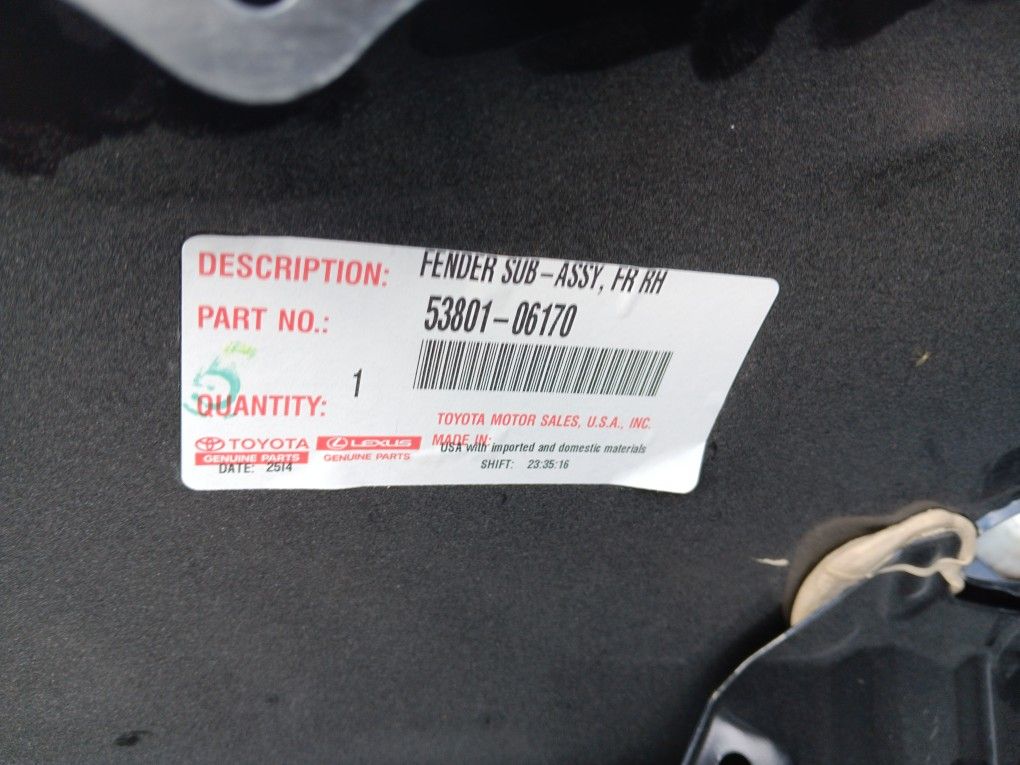 DESCRIPTION: FENDER SUB-ASSY, FR RH
PART NO.: 53801-06170
5
QUANTITY: 1
TOYOTA MOTOR SALES, U.S.A., INC.
TOYOTA LEXUS MADE IN:
GENUINE PARTS GENUINE PARTS USA with imported and domestic materials
DATE: 2514 SHIFT: 23:35:16